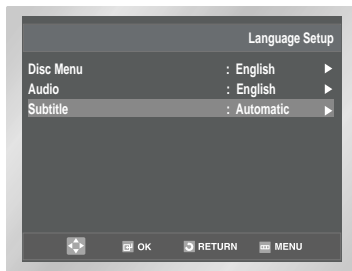 Language Setup
Disc Menu : English ►
Audio : English ►
Subtitle : Automatic ►
OK RETURN MENU